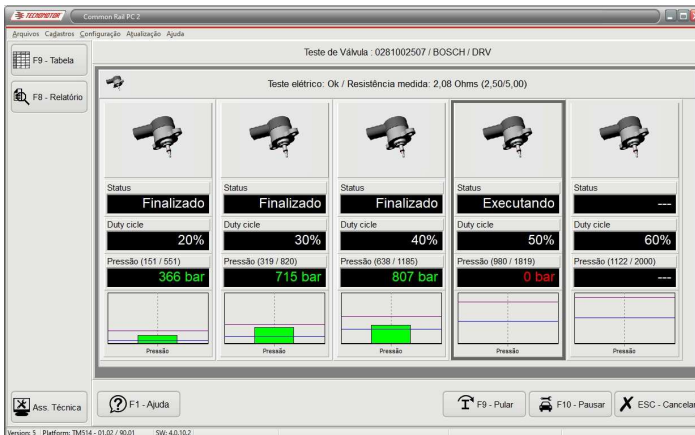 TECNOMOTOR Common Rail PC 2
Arquivos Cadastros Configuração Atualização Ajuda
F9 - Tabela
F8 - Relatório
Teste de Válvula : 0281002507 / BOSCH / DRV
Teste elétrico: Ok / Resistência medida: 2,08 Ohms (2,50/5,00)
Status Status Status Status Status
Finalizado Finalizado Finalizado Executando ---
Duty cicle Duty cicle Duty cicle Duty cicle Duty cicle
20% 30% 40% 50% 60%
Pressão (151 / 551) Pressão (319 / 820) Pressão (638 / 1185) Pressão (980 / 1819) Pressão (1122 / 2000)
366 bar 715 bar 807 bar 0 bar ---
Pressão Pressão Pressão Pressão Pressão
Ass. Técnica
F1 - Ajuda
F9 - Pular
F10 - Pausar
ESC - Cancelar
Version: 5 Platform: TM514 - 01.02 / 90.01 SW: 4.0.10.2